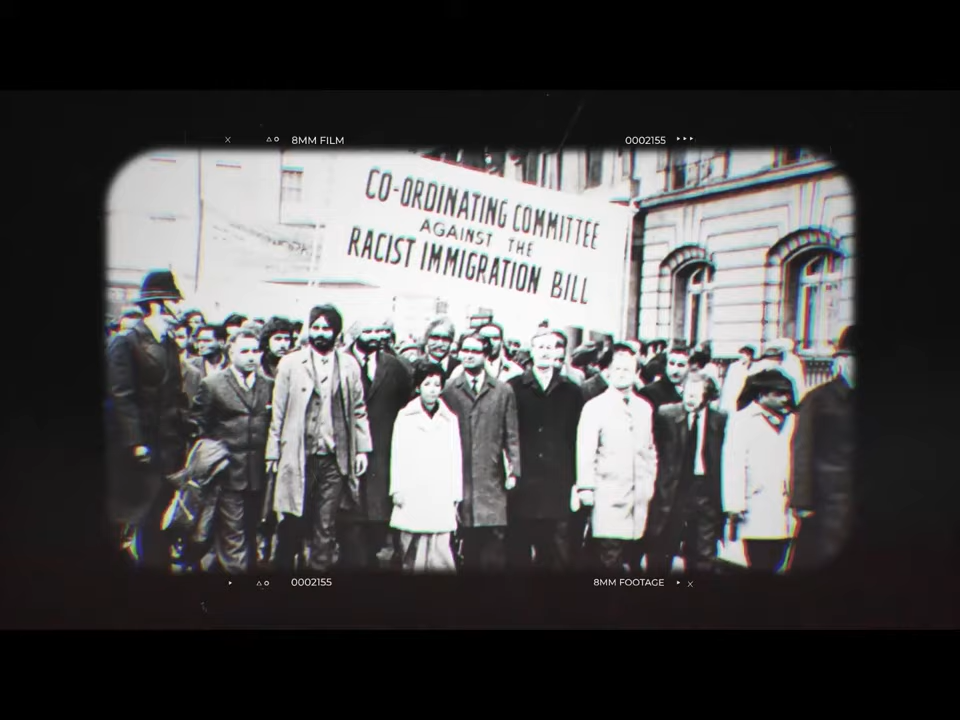 8MM FILM
0002155
CO-ORDINATING COMMITTEE
AGAINST THE
RACIST IMMIGRATION BILL
0002155
8MM FOOTAGE